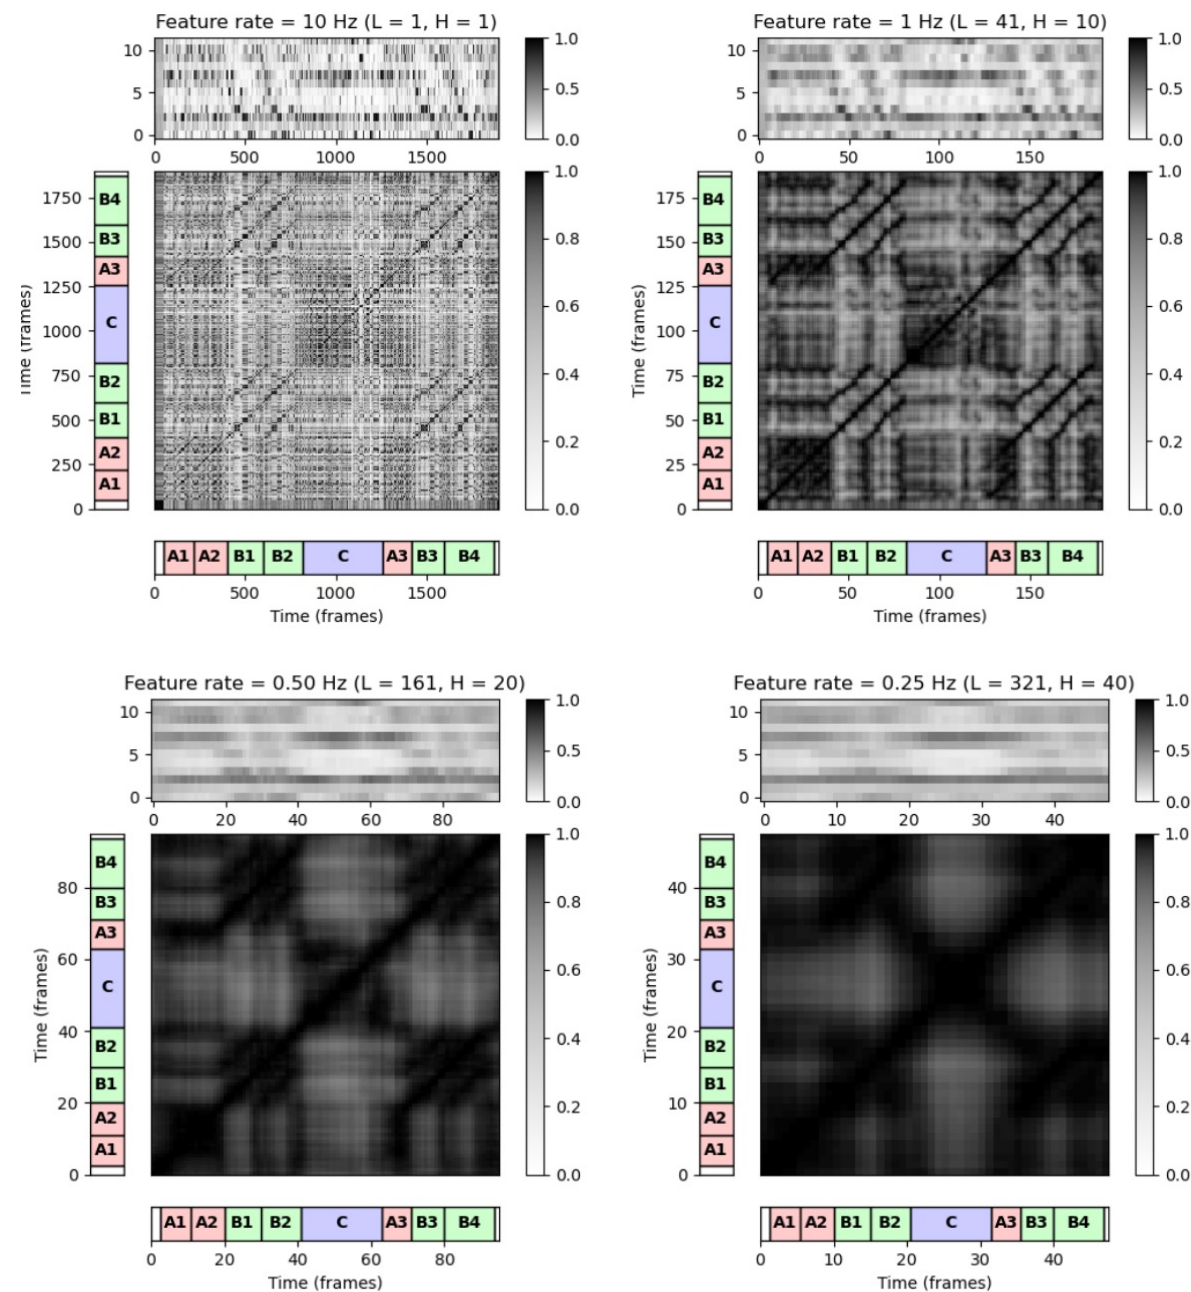 Feature rate = 10 Hz (L = 1, H = 1)
10
5
0
0 500 1000 1500
1.0
0.5
0.0
1750
1500
1250
1000
750
500
250
0
Time (frames)
B4
B3
A3
C
B2
B1
A2
A1
1.0
0.8
0.6
0.4
0.2
0.0
A1 A2 B1 B2 C A3 B3 B4
0 500 1000 1500
Time (frames)
Feature rate = 1 Hz (L = 41, H = 10)
10
5
0
0 50 100 150
1.0
0.5
0.0
175
150
125
100
75
50
25
0
Time (frames)
B4
B3
A3
C
B2
B1
A2
A1
1.0
0.8
0.6
0.4
0.2
0.0
A1 A2 B1 B2 C A3 B3 B4
0 50 100 150
Time (frames)
Feature rate = 0.50 Hz (L = 161, H = 20)
10
5
0
0 20 40 60 80
1.0
0.5
0.0
80
60
40
20
0
Time (frames)
B4
B3
A3
C
B2
B1
A2
A1
1.0
0.8
0.6
0.4
0.2
0.0
A1 A2 B1 B2 C A3 B3 B4
0 20 40 60 80
Time (frames)
Feature rate = 0.25 Hz (L = 321, H = 40)
10
5
0
0 10 20 30 40
1.0
0.5
0.0
40
30
20
10
0
Time (frames)
B4
B3
A3
C
B2
B1
A2
A1
1.0
0.8
0.6
0.4
0.2
0.0
A1 A2 B1 B2 C A3 B3 B4
0 10 20 30 40
Time (frames)